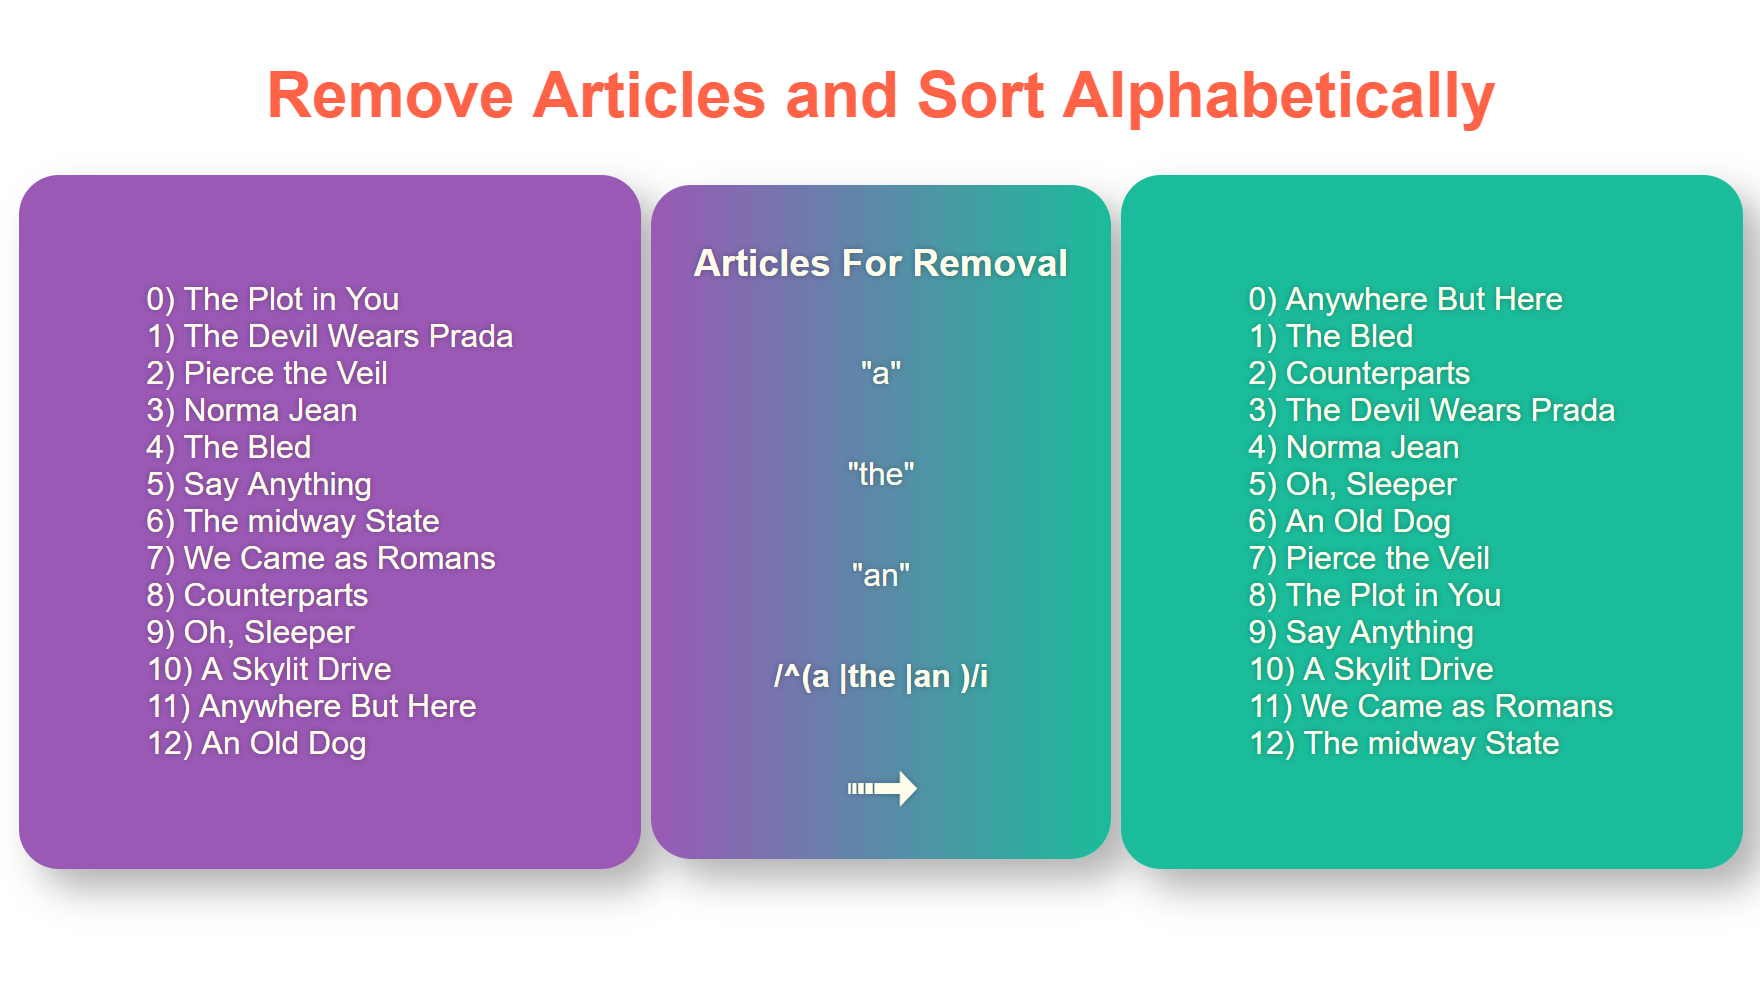 Remove Articles and Sort Alphabetically
0) The Plot in You
1) The Devil Wears Prada
2) Pierce the Veil
3) Norma Jean
4) The Bled
5) Say Anything
6) The midway State
7) We Came as Romans
8) Counterparts
9) Oh, Sleeper
10) A Skylit Drive
11) Anywhere But Here
12) An Old Dog
Articles For Removal
"a"
"the"
"an"
/^(a |the |an )/i
0) Anywhere But Here
1) The Bled
2) Counterparts
3) The Devil Wears Prada
4) Norma Jean
5) Oh, Sleeper
6) An Old Dog
7) Pierce the Veil
8) The Plot in You
9) Say Anything
10) A Skylit Drive
11) We Came as Romans
12) The midway State